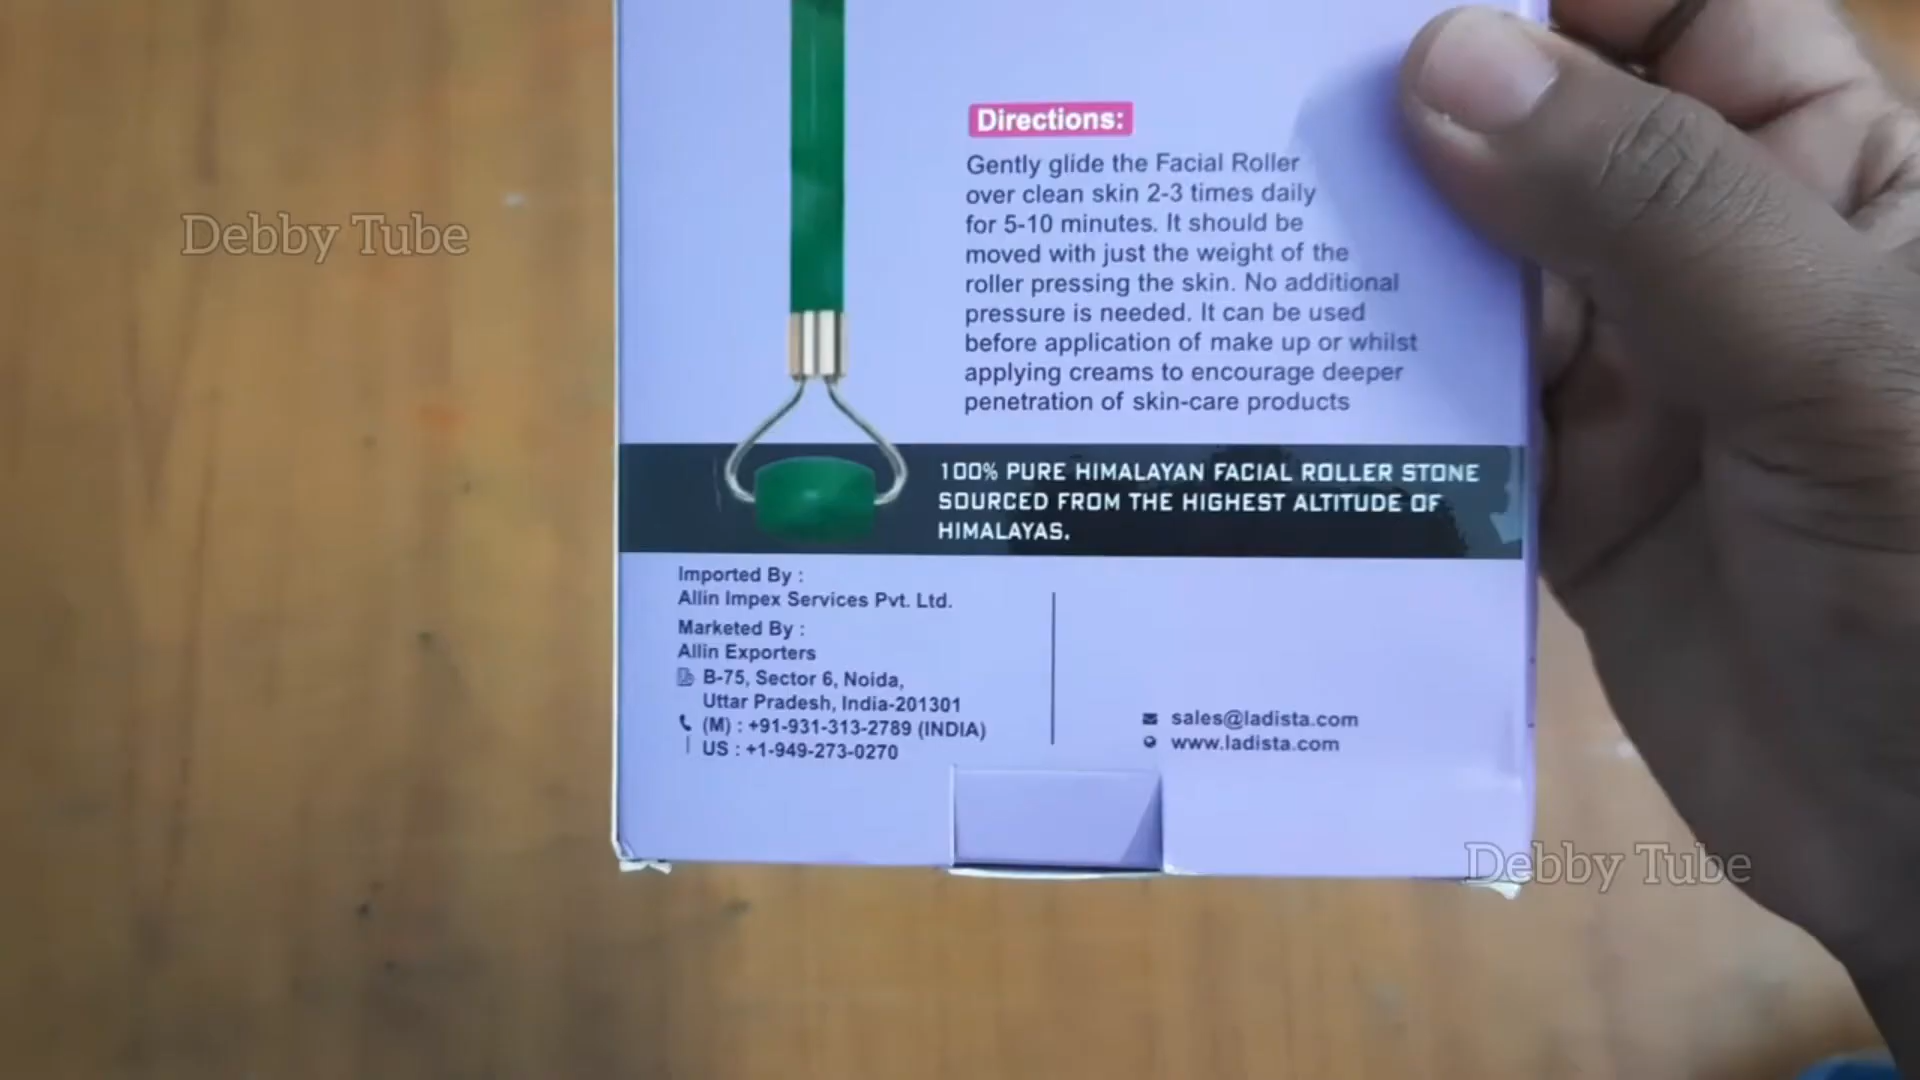 Debby Tube
Directions:
Gently glide the Facial Roller
over clean skin 2-3 times daily
for 5-10 minutes. It should be
moved with just the weight of the
roller pressing the skin. No additional
pressure is needed. It can be used
before application of make up or whilst
applying creams to encourage deeper
penetration of skin-care products
100% PURE HIMALAYAN FACIAL ROLLER STONE
SOURCED FROM THE HIGHEST ALTITUDE OF
HIMALAYAS.
Imported By :
Allin Impex Services Pvt. Ltd.
Marketed By :
Allin Exporters
B-75, Sector 6, Noida,
Uttar Pradesh, India-201301
(M) : +91-931-313-2789 (INDIA)
US : +1-949-273-0270
sales@ladista.com
www.ladista.com
Debby Tube